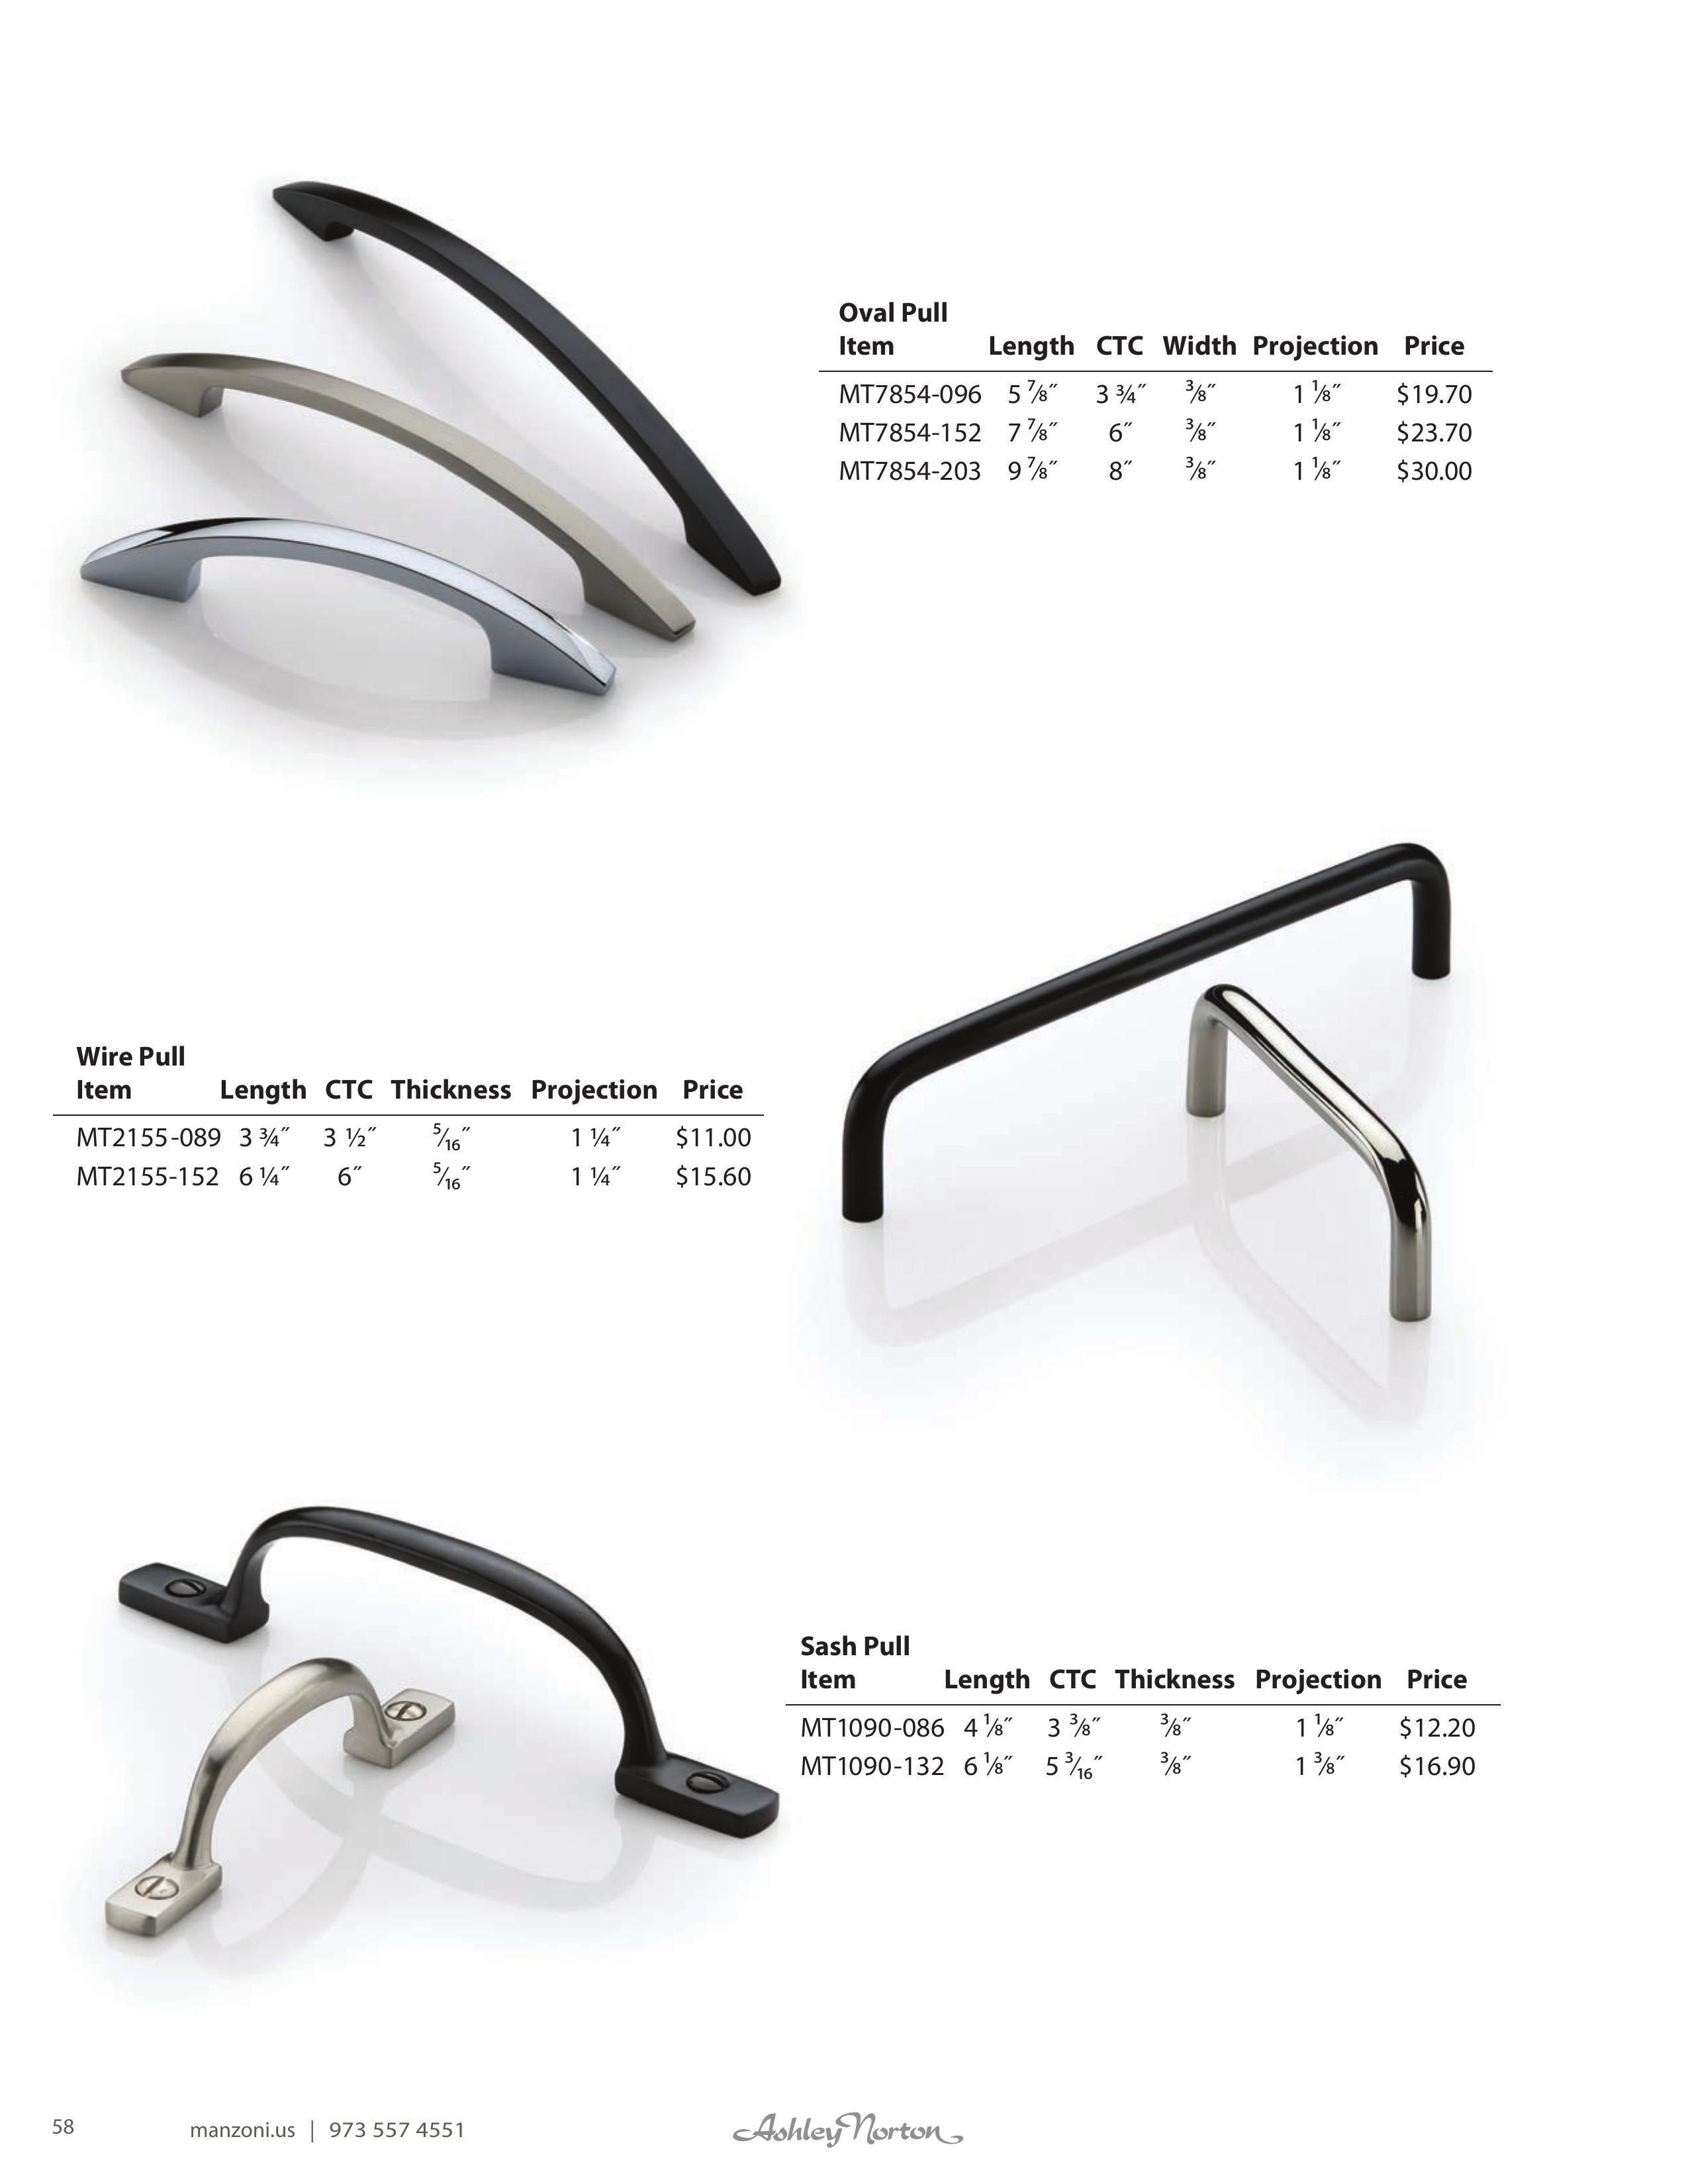 Oval Pull
Item Length CTC Width Projection Price
MT7854-096 5 ⅞″ 3 ¾″ ⅜″ 1 ⅛″ $19.70
MT7854-152 7 ⅞″ 6″ ⅜″ 1 ⅛″ $23.70
MT7854-203 9 ⅞″ 8″ ⅜″ 1 ⅛″ $30.00
Wire Pull
Item Length CTC Thickness Projection Price
MT2155-089 3 ¾″ 3 ½″ 5⁄16″ 1 ¼″ $11.00
MT2155-152 6 ¼″ 6″ 5⁄16″ 1 ¼″ $15.60
Sash Pull
Item Length CTC Thickness Projection Price
MT1090-086 4 ⅛″ 3 ⅜″ ⅜″ 1 ⅛″ $12.20
MT1090-132 6 ⅛″ 5 3⁄16″ ⅜″ 1 ⅜″ $16.90
58 manzoni.us | 973 557 4551 Ashley Norton